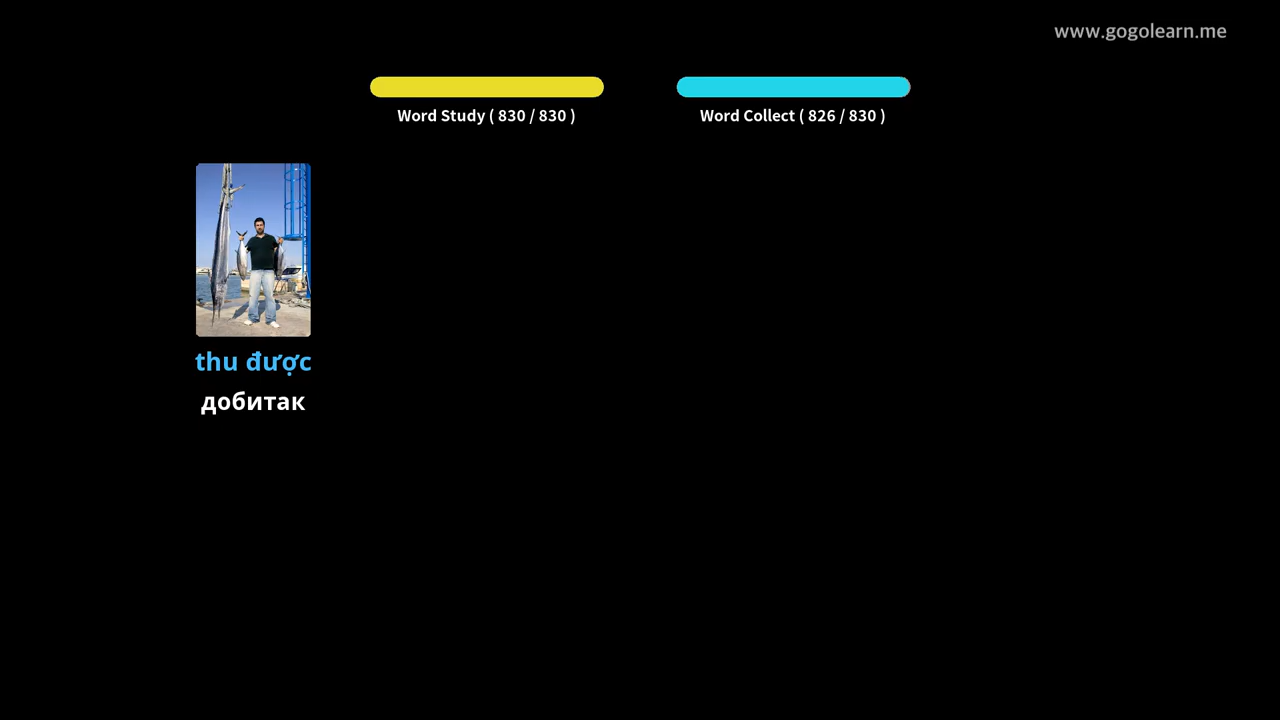 www.gogolearn.me
Word Study ( 830 / 830 )
Word Collect ( 826 / 830 )
thu được
добитак